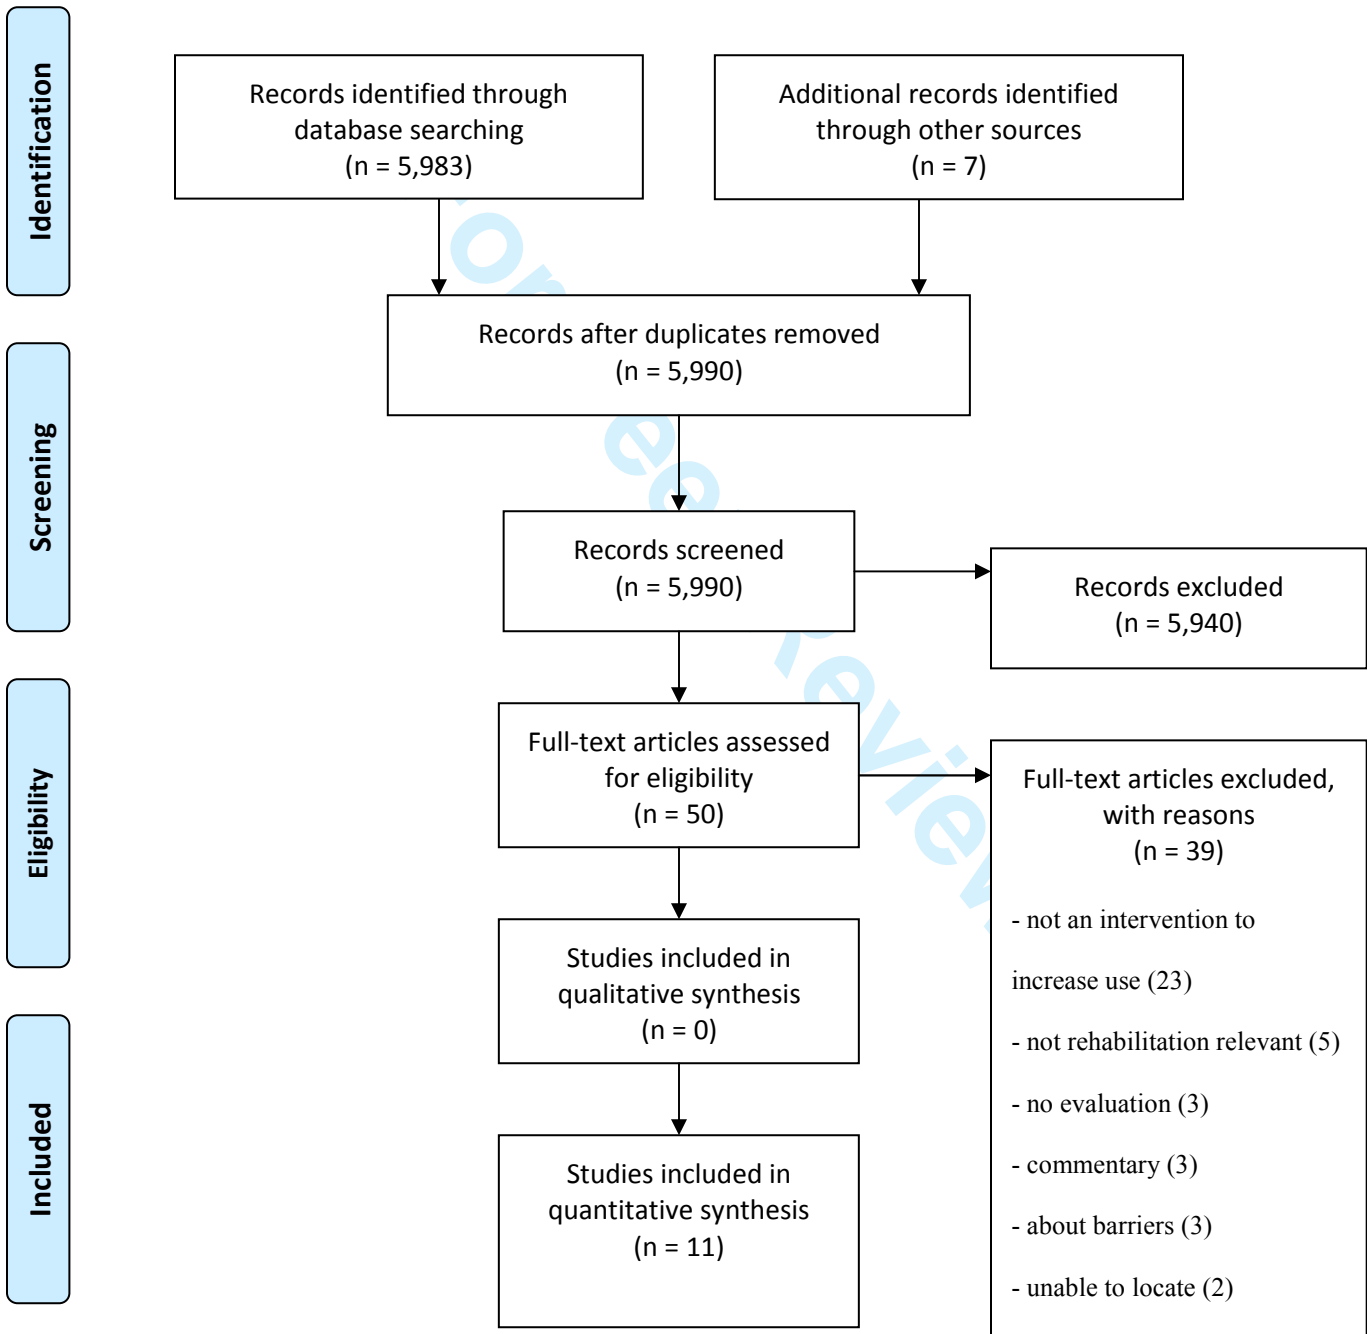 Identification
Records identified through
database searching
(n = 5,983)
Additional records identified
through other sources
(n = 7)
Records after duplicates removed
(n = 5,990)
Screening
Records screened
(n = 5,990)
Records excluded
(n = 5,940)
Eligibility
Full-text articles assessed
for eligibility
(n = 50)
Full-text articles excluded,
with reasons
(n = 39)
- not an intervention to
increase use (23)
- not rehabilitation relevant (5)
- no evaluation (3)
- commentary (3)
- about barriers (3)
- unable to locate (2)
Studies included in
qualitative synthesis
(n = 0)
Included
Studies included in
quantitative synthesis
(n = 11)